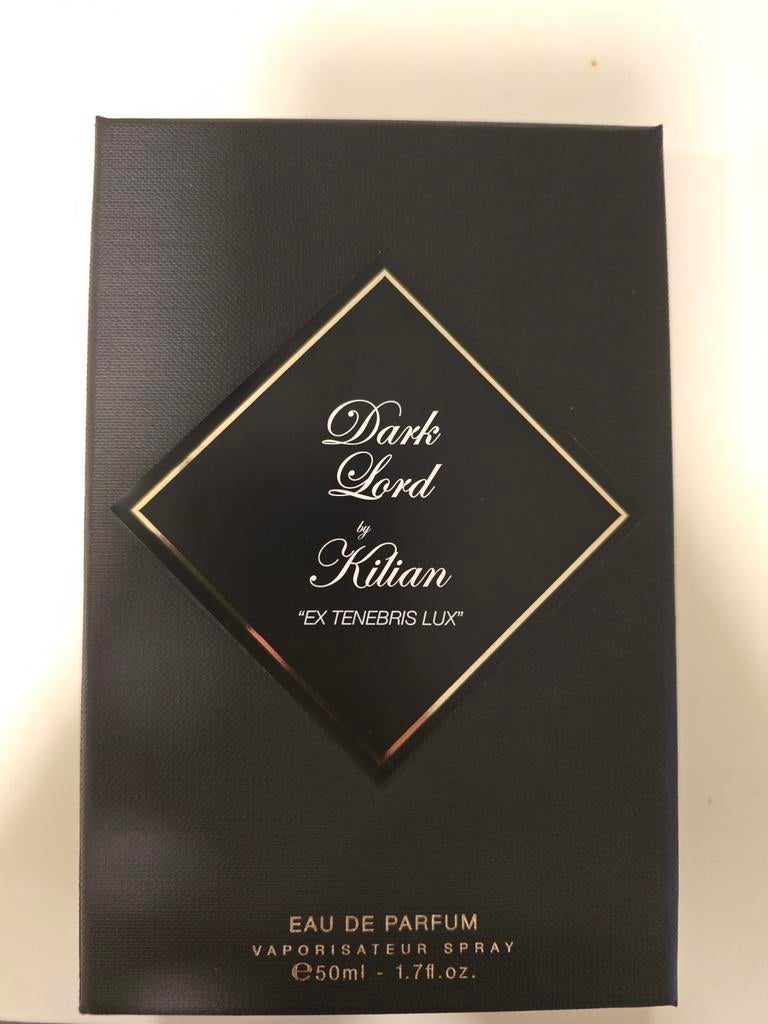 Dark
Lord
by
Kilian
“EX TENEBRIS LUX”
EAU DE PARFUM
VAPORISATEUR SPRAY
℮50ml - 1.7fl.oz.